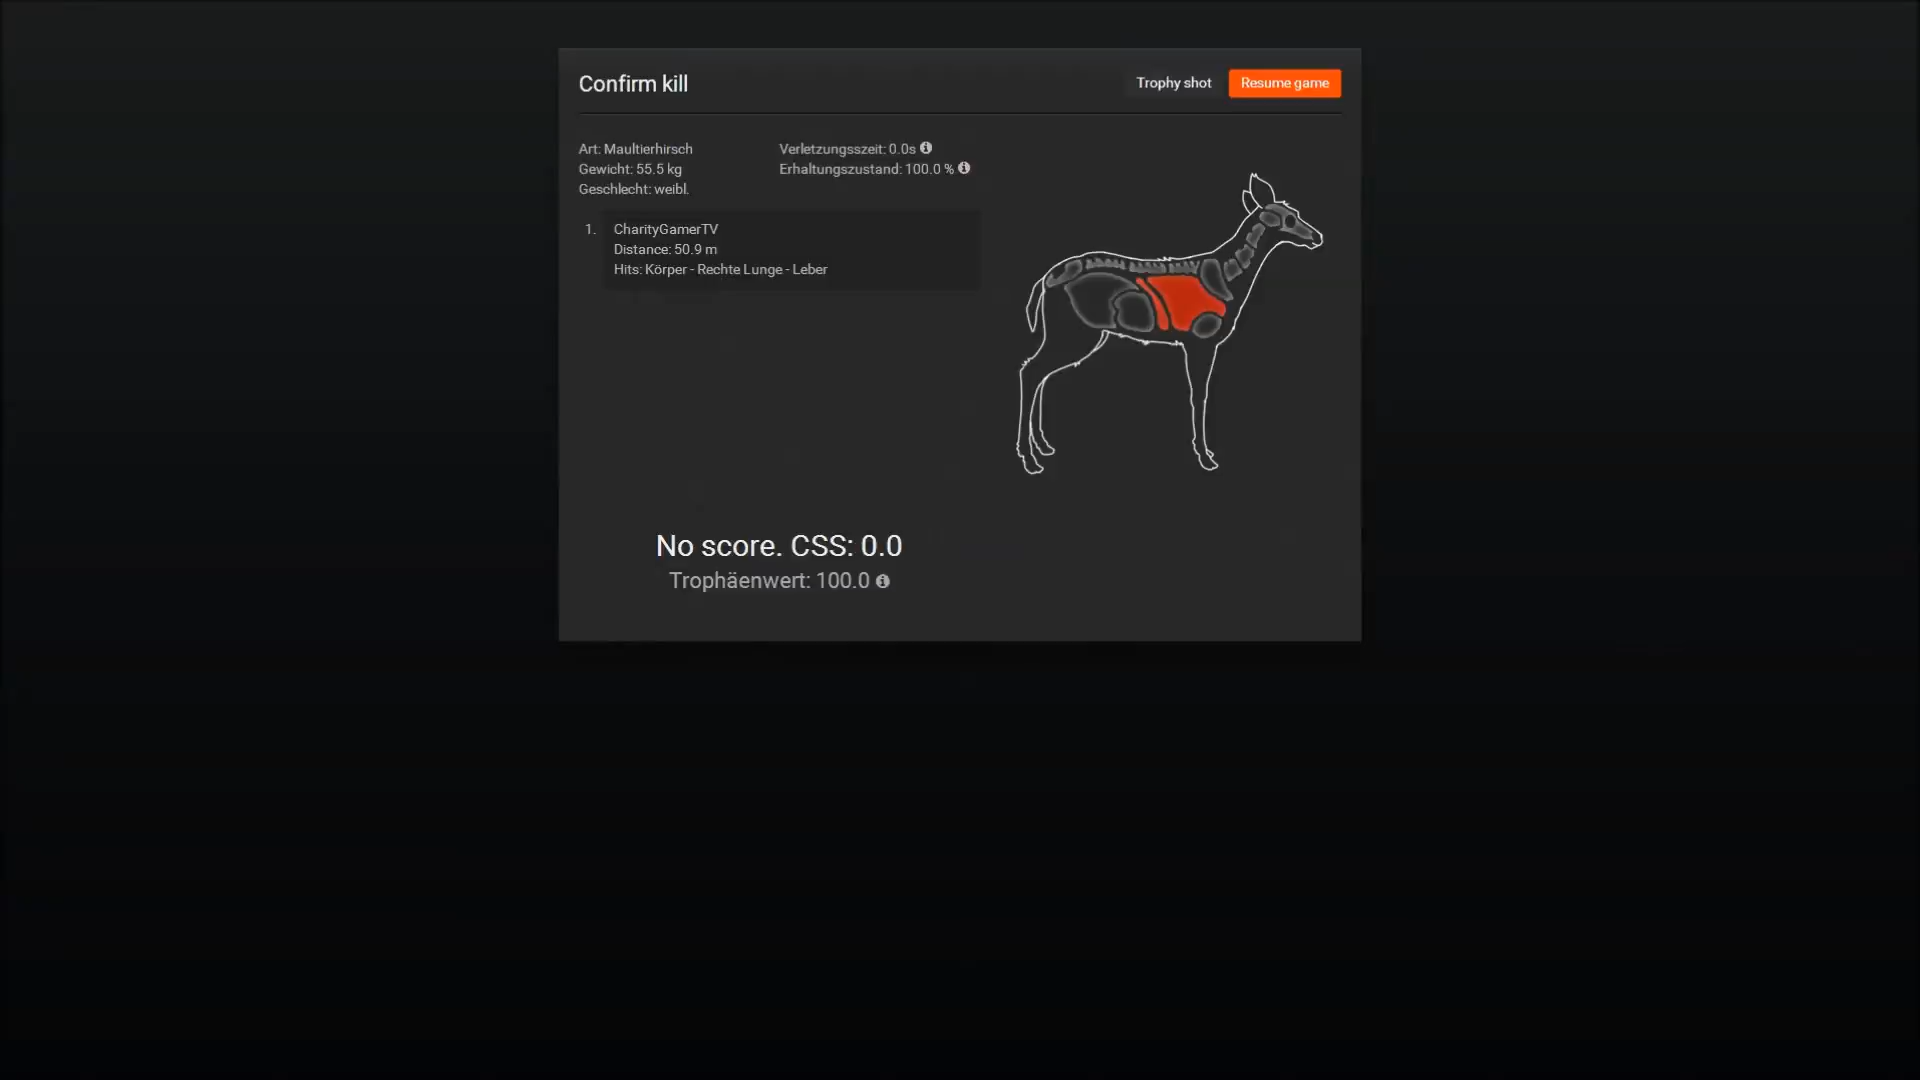 Confirm kill
Trophy shot
Resume game
Art: Maultierhirsch
Gewicht: 55.5 kg
Geschlecht: weibl.
Verletzungsszeit: 0.0s
Erhaltungszustand: 100.0 %
1.
CharityGamerTV
Distance: 50.9 m
Hits: Körper - Rechte Lunge - Leber
No score. CSS: 0.0
Trophäenwert: 100.0